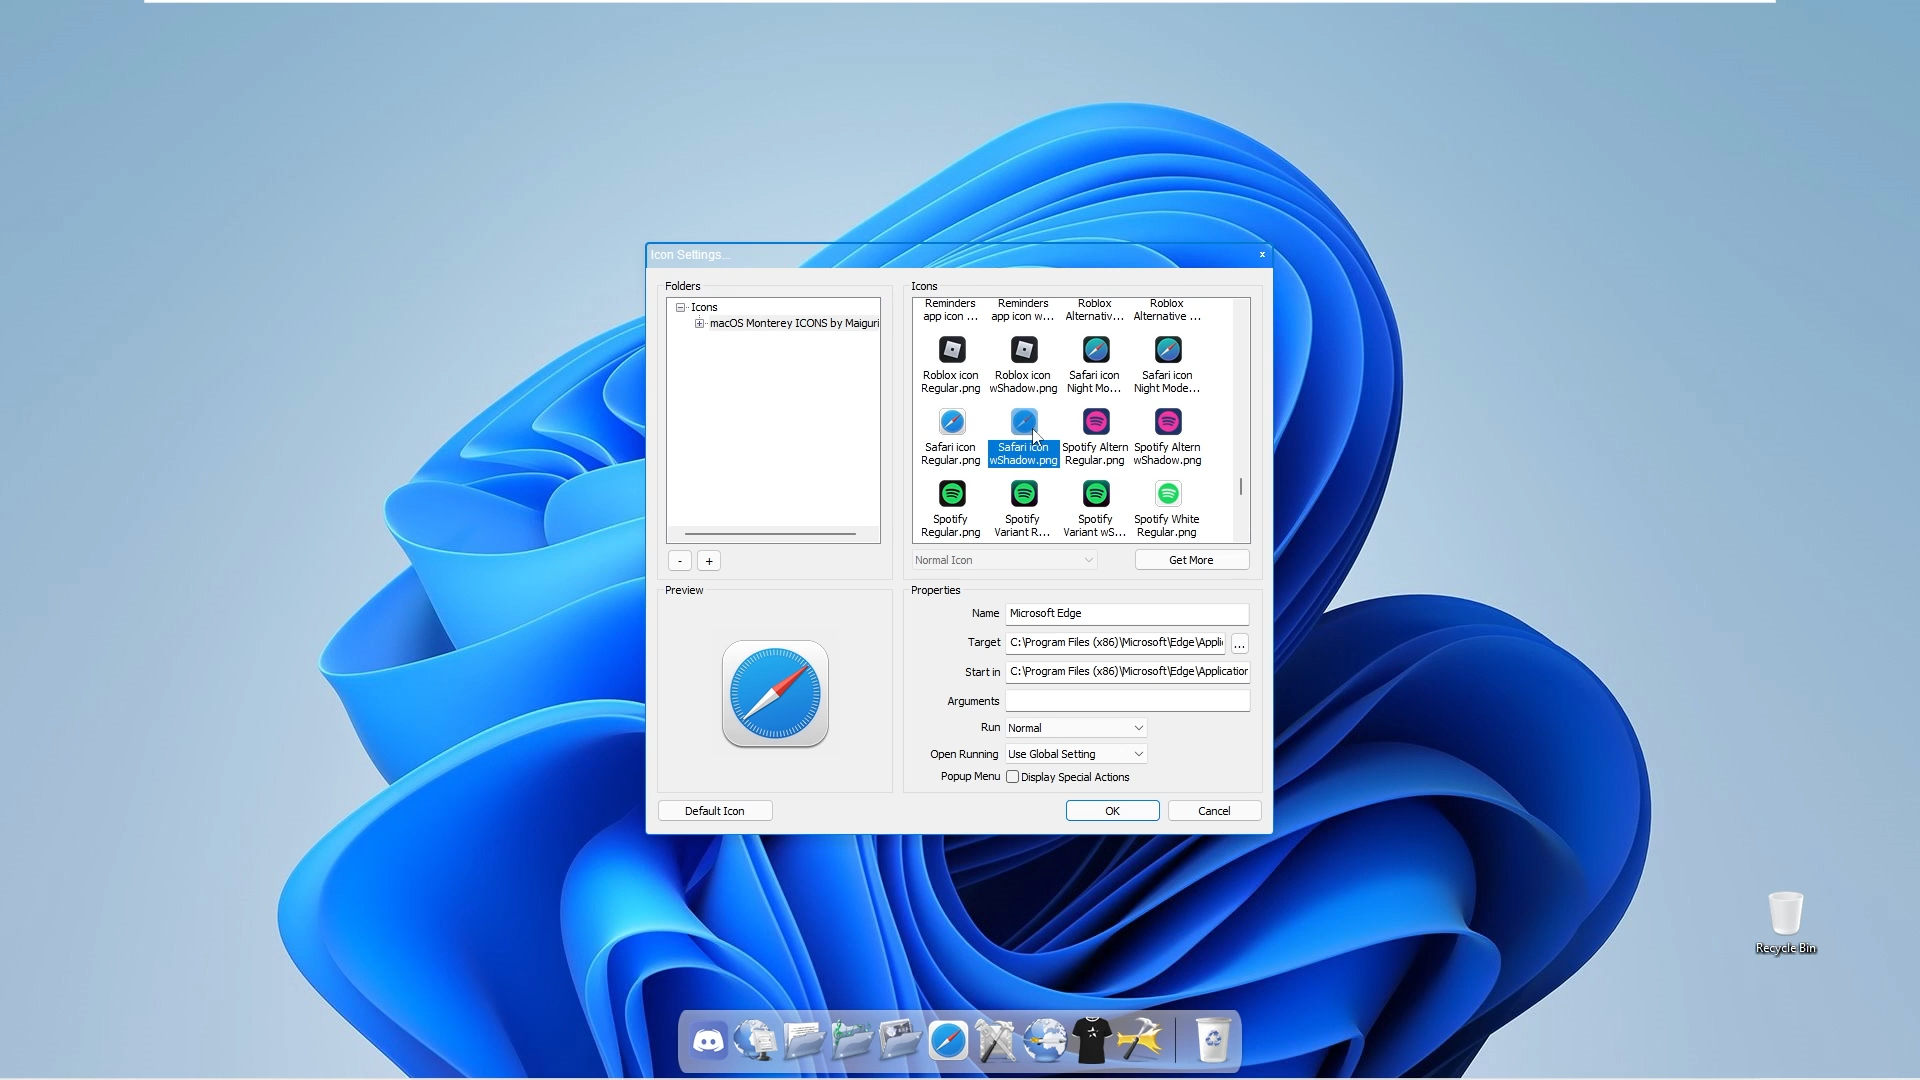 Icon Settings...
x
Folders
Icons
macOS Monterey ICONS by Maiguri
- +
Icons
Reminders Reminders Roblox Roblox
app icon ... app icon w... Alternativ... Alternative ...
Roblox icon Roblox icon Safari icon Safari icon
Regular.png wShadow.png Night Mo... Night Mode...
Safari icon Safari icon Spotify Altern Spotify Altern
Regular.png wShadow.png Regular.png wShadow.png
Spotify Spotify Spotify Spotify White
Regular.png Variant R... Variant wS... Regular.png
Normal Icon
Get More
Preview
Properties
Name Microsoft Edge
Target C:\Program Files (x86)\Microsoft\Edge\Appli ...
Start in C:\Program Files (x86)\Microsoft\Edge\Application
Arguments
Run Normal
Open Running Use Global Setting
Popup Menu Display Special Actions
Default Icon
OK
Cancel
Recycle Bin